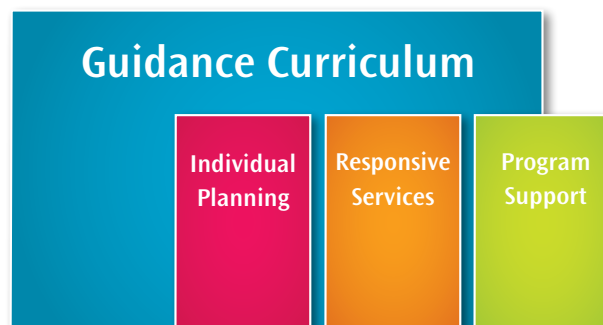 Guidance Curriculum
Individual
Planning
Responsive
Services
Program
Support